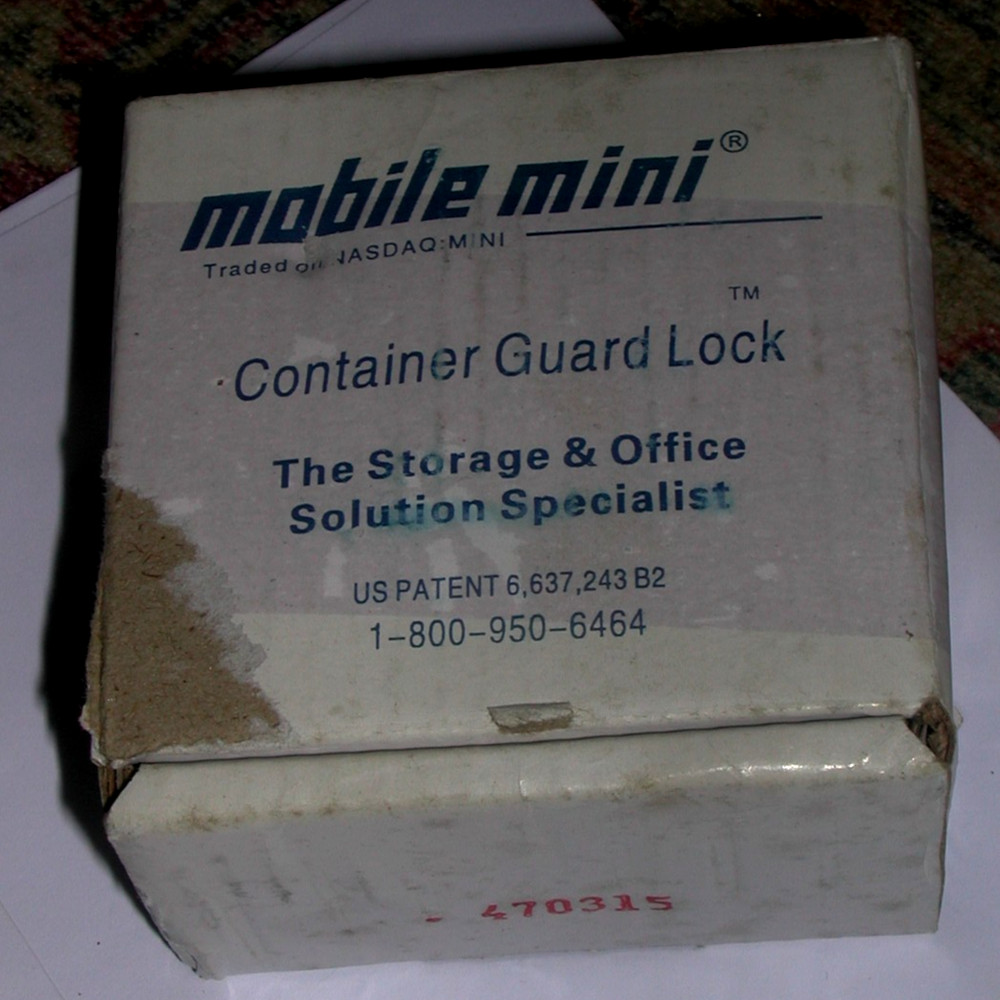 mobile mini®
Traded on NASDAQ:MINI
TM
Container Guard Lock
The Storage & Office
Solution Specialist
US PATENT 6,637,243 B2
1-800-950-6464
- 470315